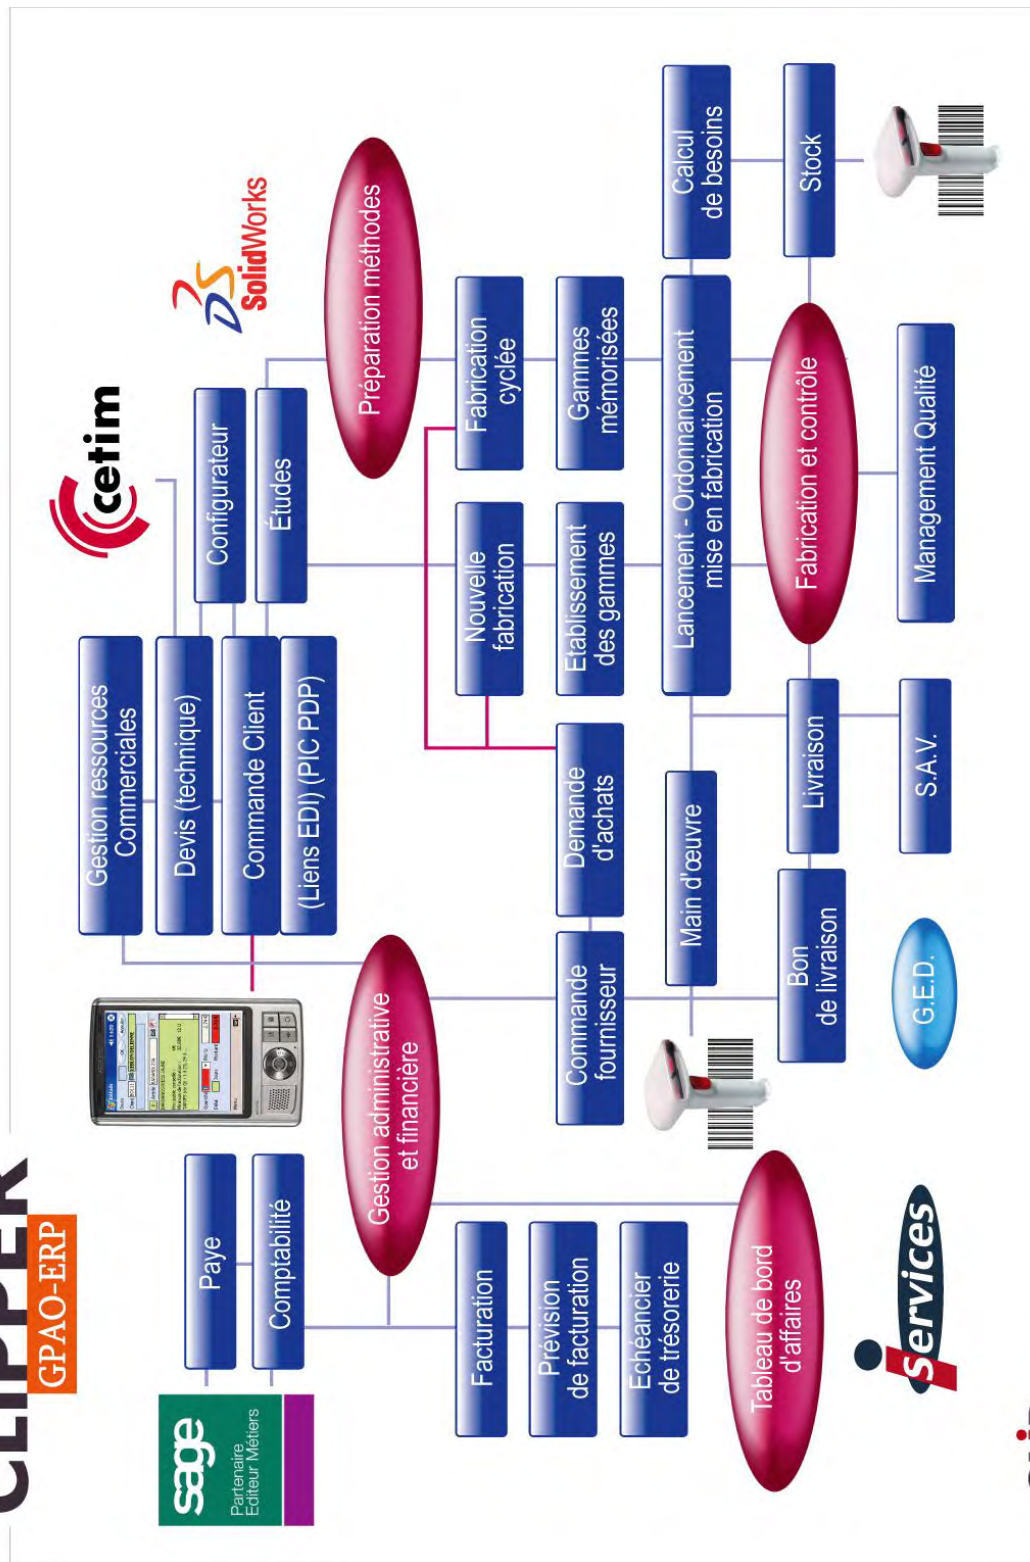 CLIPPER
GPAO-ERP
sage
Partenaire
Editeur Métiers
Paye
Comptabilité
Gestion ressources
Commerciales
Devis (technique)
Commande Client
(Liens EDI) (PIC PDP)
cetim
Configurateur
Études
DS
SolidWorks
Gestion administrative
et financière
Préparation méthodes
Facturation
Prévision
de facturation
Echéancier
de trésorerie
Nouvelle
fabrication
Fabrication
cyclée
Commande
fournisseur
Demande
d'achats
Etablissement
des gammes
Gammes
mémorisées
Main d'œuvre
Lancement - Ordonnancement
mise en fabrication
Calcul
de besoins
Tableau de bord
d'affaires
Bon
de livraison
Livraison
Fabrication et contrôle
Stock
G.E.D.
S.A.V.
Management Qualité
i services